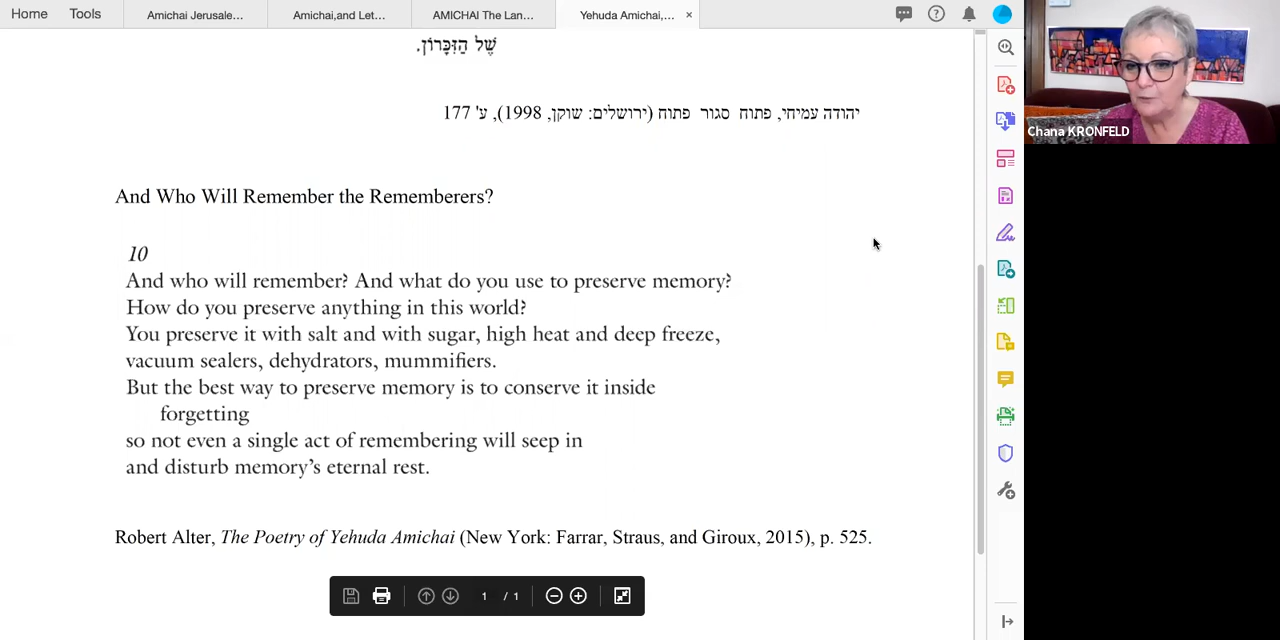 Home Tools Amichai Jerusale... Amichai,and Let... AMICHAI The Lan... Yehuda Amichai,... ×
שֶׁל הַזִּכָּרוֹן.
יהודה עמיחי, פתוח סגור פתוח (ירושלים: שוקן, 1998), ע' 177
Chana KRONFELD
And Who Will Remember the Rememberers?
10
And who will remember? And what do you use to preserve memory?
How do you preserve anything in this world?
You preserve it with salt and with sugar, high heat and deep freeze,
vacuum sealers, dehydrators, mummifiers.
But the best way to preserve memory is to conserve it inside
forgetting
so not even a single act of remembering will seep in
and disturb memory's eternal rest.
Robert Alter, The Poetry of Yehuda Amichai (New York: Farrar, Straus, and Giroux, 2015), p. 525.
1 / 1